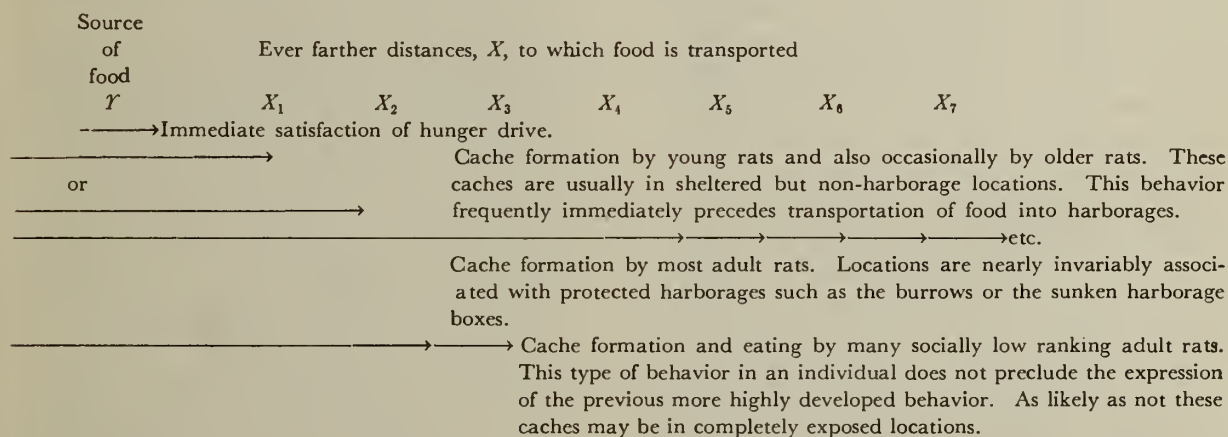 Source
of
food
Ever farther distances, X, to which food is transported
Y X₁ X₂ X₃ X₄ X₅ X₆ X₇
Immediate satisfaction of hunger drive.
Cache formation by young rats and also occasionally by older rats. These
or
caches are usually in sheltered but non-harborage locations. This behavior
frequently immediately precedes transportation of food into harborages.
etc.
Cache formation by most adult rats. Locations are nearly invariably associ-
ated with protected harborages such as the burrows or the sunken harborage
boxes.
Cache formation and eating by many socially low ranking adult rats.
This type of behavior in an individual does not preclude the expression
of the previous more highly developed behavior. As likely as not these
caches may be in completely exposed locations.